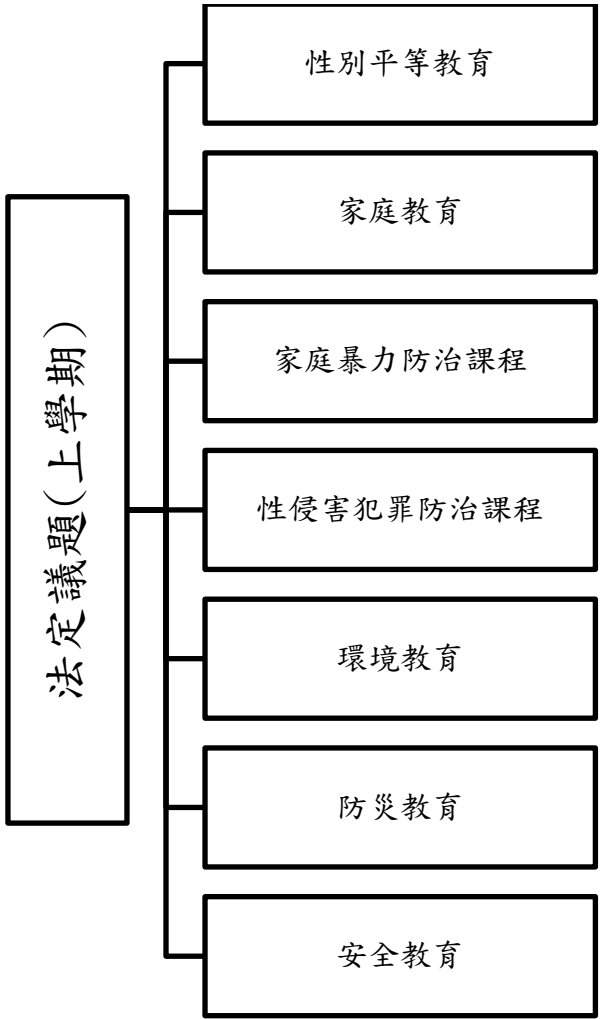 法定議題(上學期)
性別平等教育
家庭教育
家庭暴力防治課程
性侵害犯罪防治課程
環境教育
防災教育
安全教育